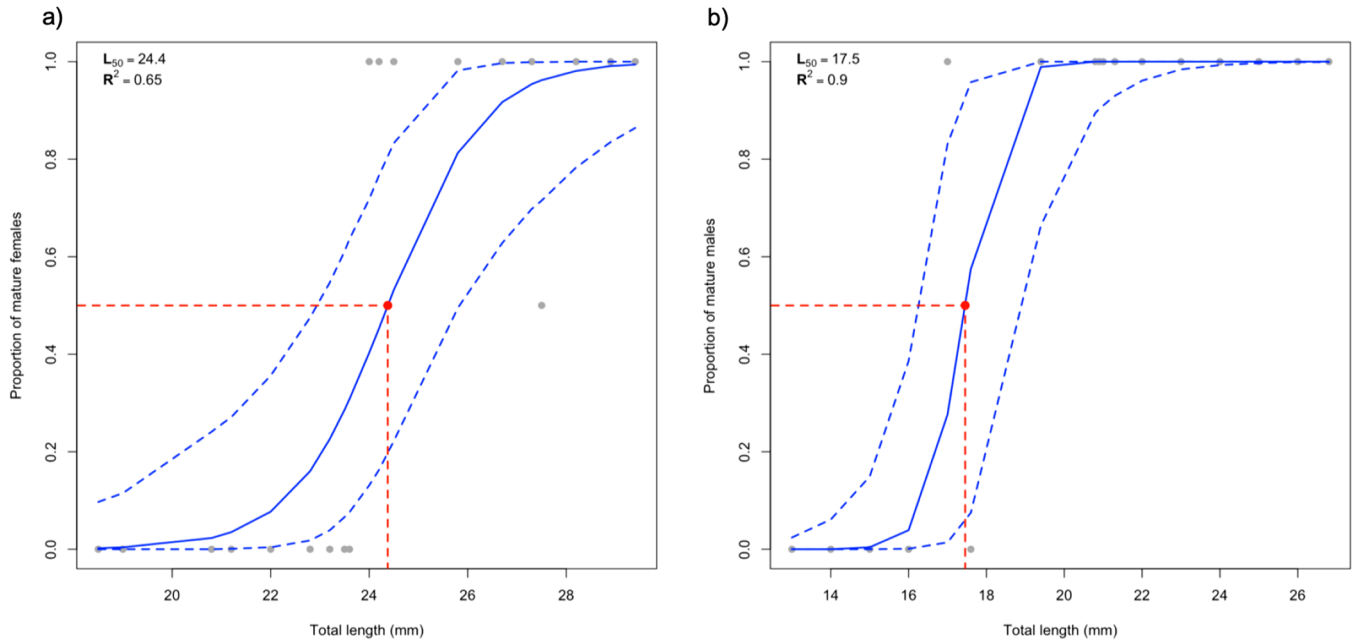 a)
L50 = 24.4
R2 = 0.65
Proportion of mature females
0.0
0.2
0.4
0.6
0.8
1.0
20
22
24
26
28
Total length (mm)
b)
L50 = 17.5
R2 = 0.9
Proportion of mature males
0.0
0.2
0.4
0.6
0.8
1.0
14
16
18
20
22
24
26
Total length (mm)